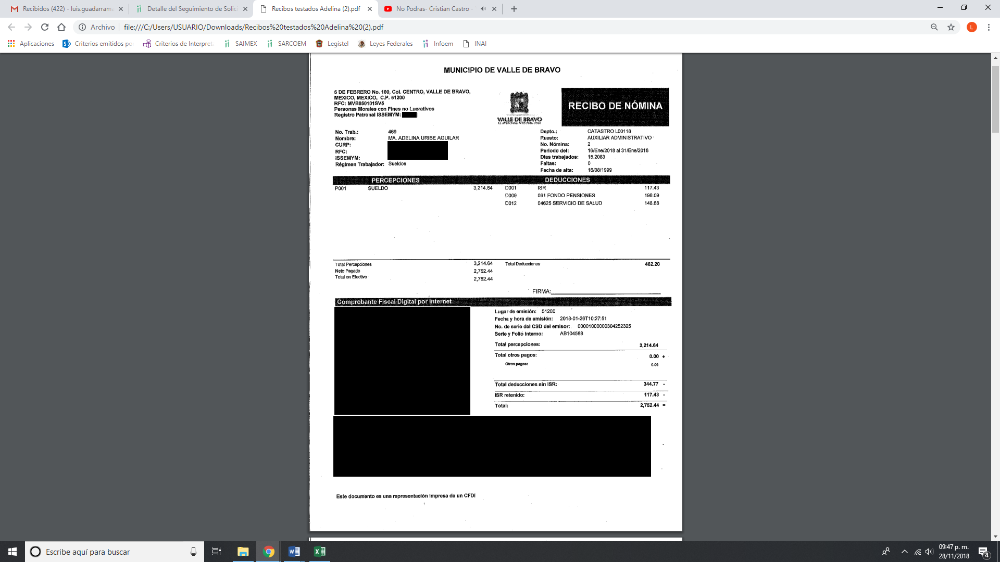 Recibidos (422) - luis.guadarrama
Detalle del Seguimiento de Solici
Recibos testados Adelina (2).pdf
No Podras- Cristian Castro -
Archivo
file:///C:/Users/USUARIO/Downloads/Recibos%20testados%20Adelina%20(2).pdf
L
Aplicaciones
Criterios emitidos po
Criterios de Interpret
SAIMEX
SARCOEM
Legistel
Leyes Federales
Infoem
INAI
MUNICIPIO DE VALLE DE BRAVO
5 DE FEBRERO No. 100, Col. CENTRO, VALLE DE BRAVO,
MEXICO, MEXICO, C.P. 51200
RFC: MVB850101SV5
Personas Morales con Fines no Lucrativos
Registro Patronal ISSEMYM:
VALLE DE BRAVO
H. AYUNTAMIENTO 2016-2018
RECIBO DE NÓMINA
No. Trab.: 469
Nombre: MA. ADELINA URIBE AGUILAR
CURP:
RFC:
ISSEMYM:
Régimen Trabajador: Sueldos
Depto.: CATASTRO L00118
Puesto: AUXILIAR ADMINISTRATIVO
No. Nómina: 2
Periodo del: 16/Ene/2018 al 31/Ene/2018
Dias trabajados: 15.2083
Faltas: 0
Fecha de alta: 16/08/1999
PERCEPCIONES DEDUCCIONES
P001 SUELDO 3,214.64 D001 ISR 117.43
D009 061 FONDO PENSIONES 196.09
D012 04625 SERVICIO DE SALUD 148.68
Total Percepciones 3,214.64 Total Deducciones 462.20
Neto Pagado 2,752.44
Total en Efectivo 2,752.44
FIRMA:
Comprobante Fiscal Digital por Internet
Lugar de emisión: 51200
Fecha y hora de emisión: 2018-01-26T10:27:51
No. de serie del CSD del emisor: 00001000000304252325
Serie y Folio interno: AB104588
Total percepciones: 3,214.64
Total otros pagos: 0.00 +
Otros pagos: 0.00
Total deducciones sin ISR: 344.77 -
ISR retenido: 117.43 -
Total: 2,752.44 =
Este documento es una representación impresa de un CFDI
Escribe aquí para buscar
09:47 p. m.
28/11/2018
4